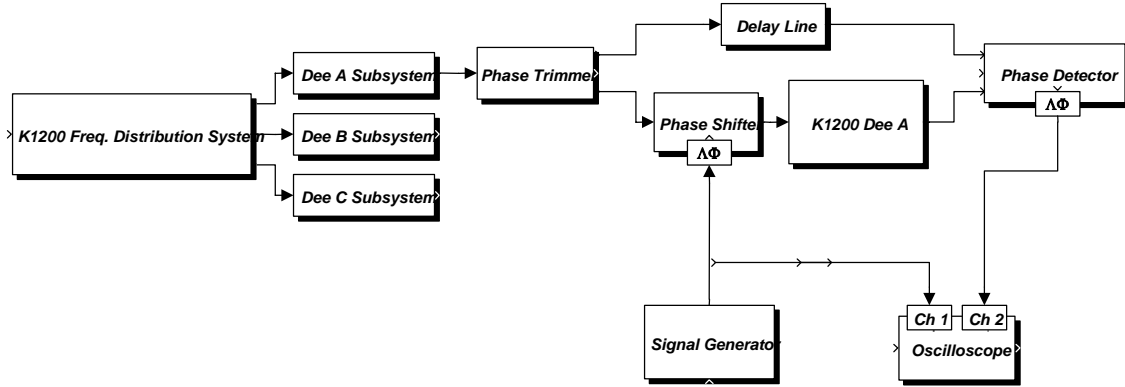 Delay Line
Dee A Subsystem
Phase Trimmer
Phase Detector
ΛΦ
K1200 Freq. Distribution System
Dee B Subsystem
Phase Shifter
ΛΦ
K1200 Dee A
Dee C Subsystem
Ch 1
Ch 2
Signal Generator
Oscilloscope